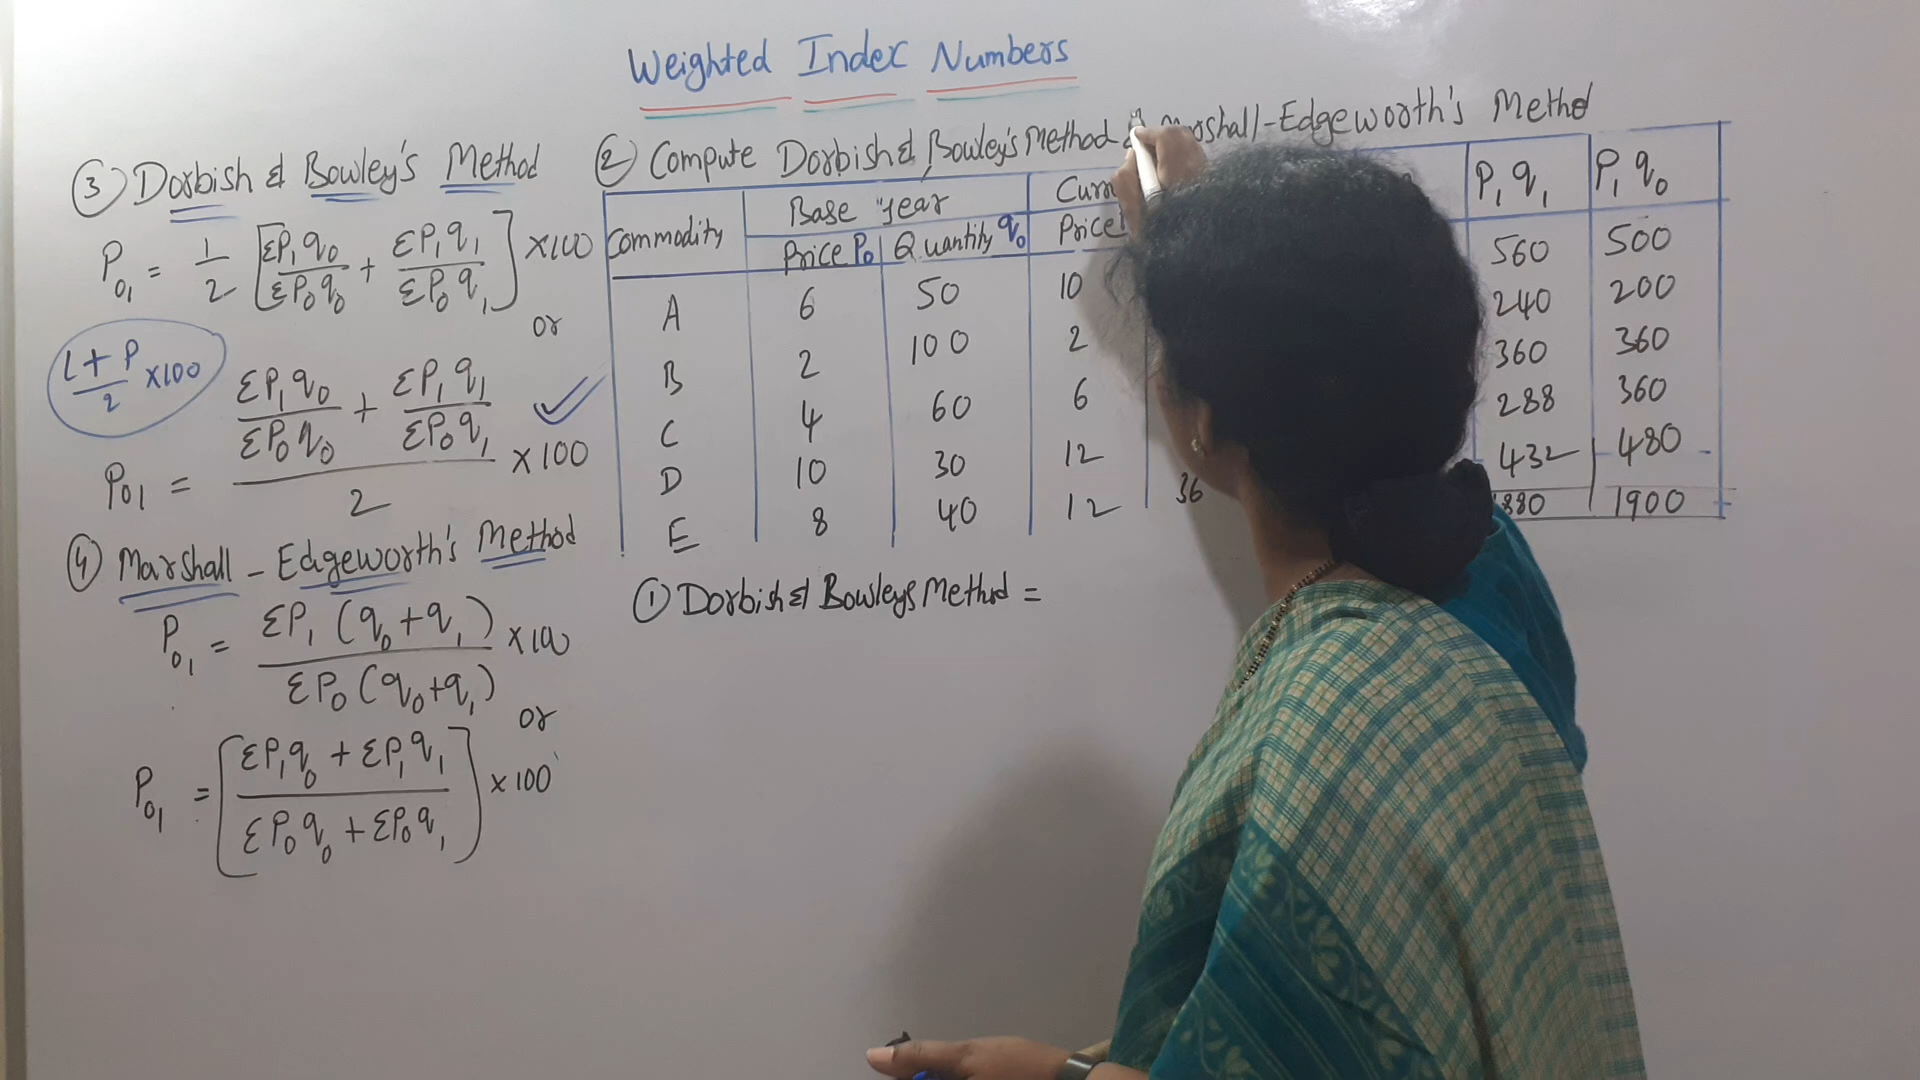 Weighted Index Numbers
③ Dorbish & Bowley's Method
P₀₁ = 1/2 [ΣP₁q₀/ΣP₀q₀ + ΣP₁q₁/ΣP₀q₁] ×100
or
(L+P)/2 ×100
P₀₁ = (ΣP₁q₀/ΣP₀q₀ + ΣP₁q₁/ΣP₀q₁)/2 ×100
④ Marshall - Edgeworth's Method
P₀₁ = ΣP₁(q₀+q₁)/ΣP₀(q₀+q₁) ×100
or
P₀₁ = [(ΣP₁q₀ + ΣP₁q₁)/(ΣP₀q₀ + ΣP₀q₁)] ×100
② Compute Dorbish & Bowley's Method Marshall-Edgeworth's Method
Commodity Base year P₁q₁ P₁q₀
Price P₀ Quantity q₀ Price
A 6 50 10 560 500
B 2 100 2 240 200
C 4 60 6 360 360
D 10 30 12 288 360
E 8 40 12 36 432 480
1900
① Dorbish & Bowleys Method =